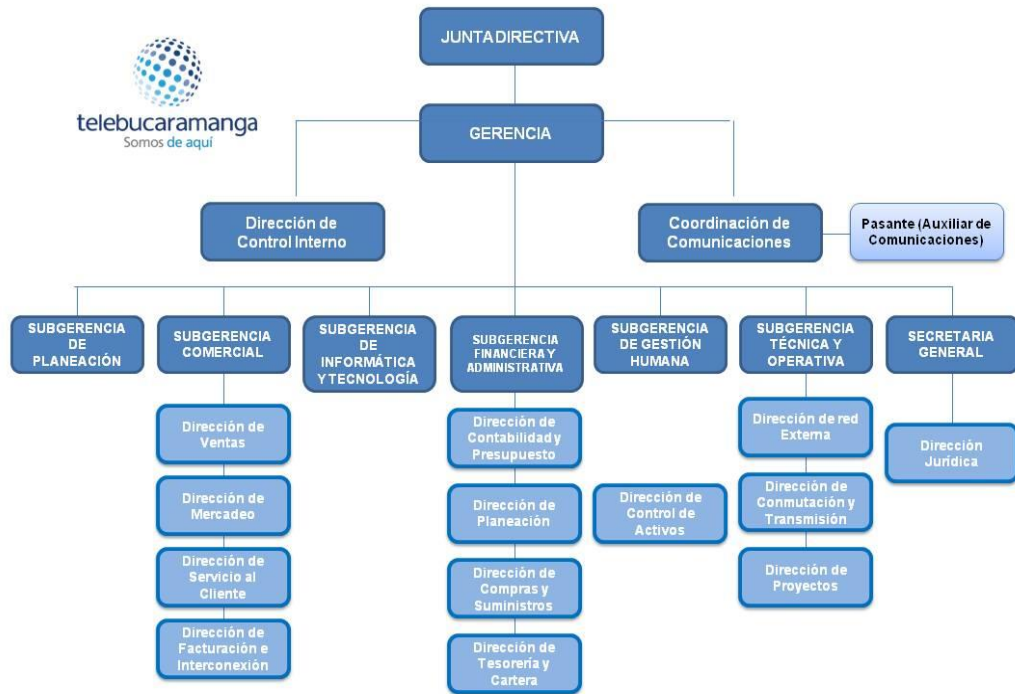 JUNTA DIRECTIVA
telebucaramanga
Somos de aquí
GERENCIA
Dirección de
Control Interno
Coordinación de
Comunicaciones
Pasante (Auxiliar de
Comunicaciones)
SUBGERENCIA
DE
PLANEACIÓN
SUBGERENCIA
COMERCIAL
SUBGERENCIA
DE
INFORMÁTICA
Y TECNOLOGÍA
SUBGERENCIA
FINANCIERA Y
ADMINISTRATIVA
SUBGERENCIA
DE GESTIÓN
HUMANA
SUBGERENCIA
TÉCNICA Y
OPERATIVA
SECRETARIA
GENERAL
Dirección de
Ventas
Dirección de
Mercadeo
Dirección de
Servicio al
Cliente
Dirección de
Facturación e
Interconexión
Dirección de
Contabilidad y
Presupuesto
Dirección de
Planeación
Dirección de
Compras y
Suministros
Dirección de
Tesorería y
Cartera
Dirección de
Control de
Activos
Dirección de red
Externa
Dirección de
Conmutación y
Transmisión
Dirección de
Proyectos
Dirección
Jurídica